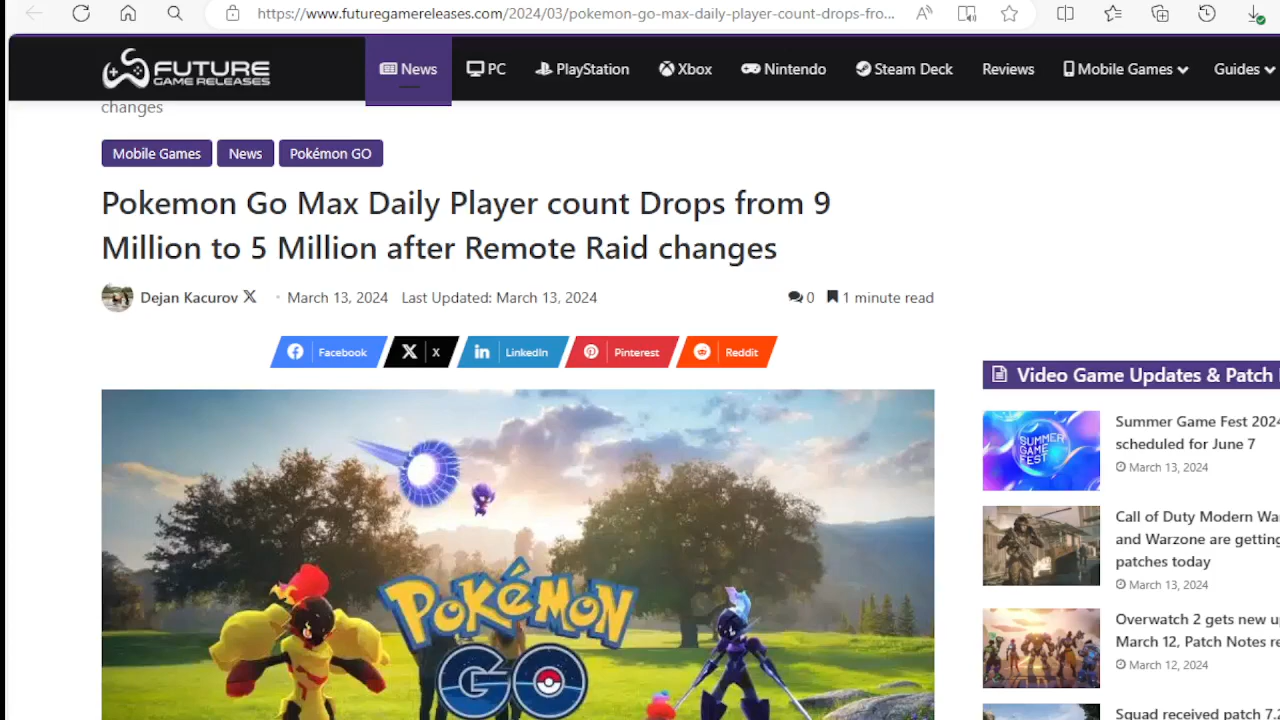 https://www.futuregamereleases.com/2024/03/pokemon-go-max-daily-player-count-drops-fro...
FUTURE
GAME RELEASES
News
PC
PlayStation
Xbox
Nintendo
Steam Deck
Reviews
Mobile Games
Guides
changes
Mobile Games
News
Pokémon GO
Pokemon Go Max Daily Player count Drops from 9
Million to 5 Million after Remote Raid changes
Dejan Kacurov
March 13, 2024
Last Updated: March 13, 2024
0
1 minute read
Facebook
X
LinkedIn
Pinterest
Reddit
POKéMON
GO
Video Game Updates & Patch
SUMMER
GAME
FEST
Summer Game Fest 2024
scheduled for June 7
March 13, 2024
Call of Duty Modern Wa
and Warzone are getting
patches today
March 13, 2024
Overwatch 2 gets new u
March 12, Patch Notes re
March 12, 2024
Squad received patch 7.2